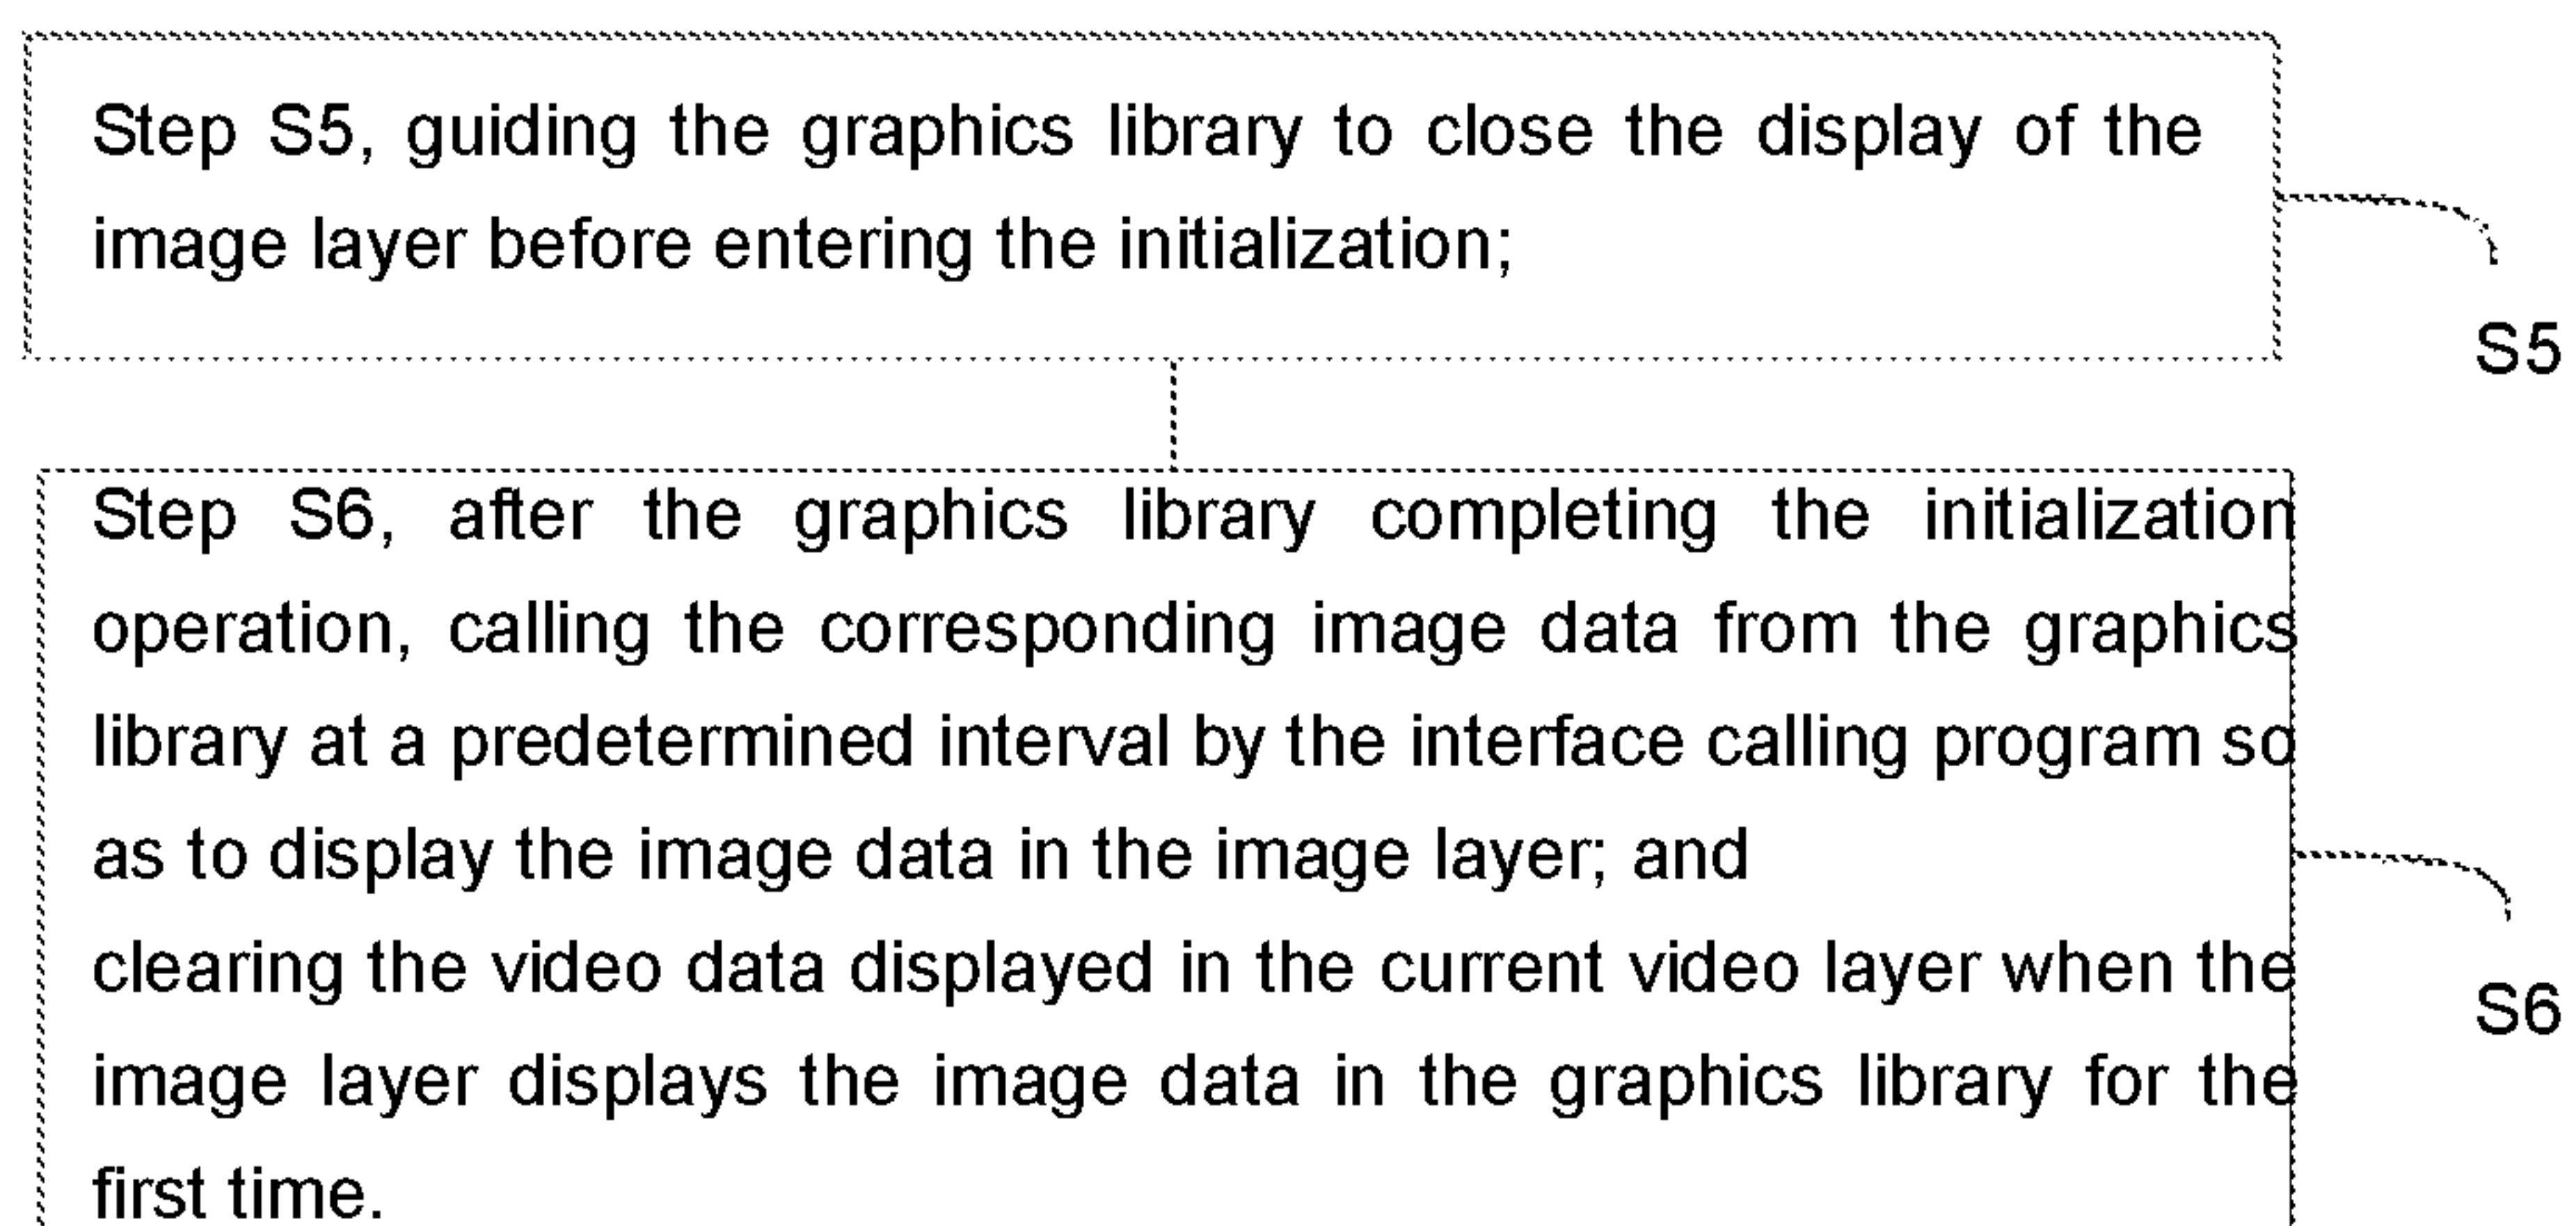 Step S5, guiding the graphics library to close the display of the
image layer before entering the initialization;
S5
Step S6, after the graphics library completing the initialization
operation, calling the corresponding image data from the graphics
library at a predetermined interval by the interface calling program so
as to display the image data in the image layer; and
clearing the video data displayed in the current video layer when the
image layer displays the image data in the graphics library for the
first time.
S6